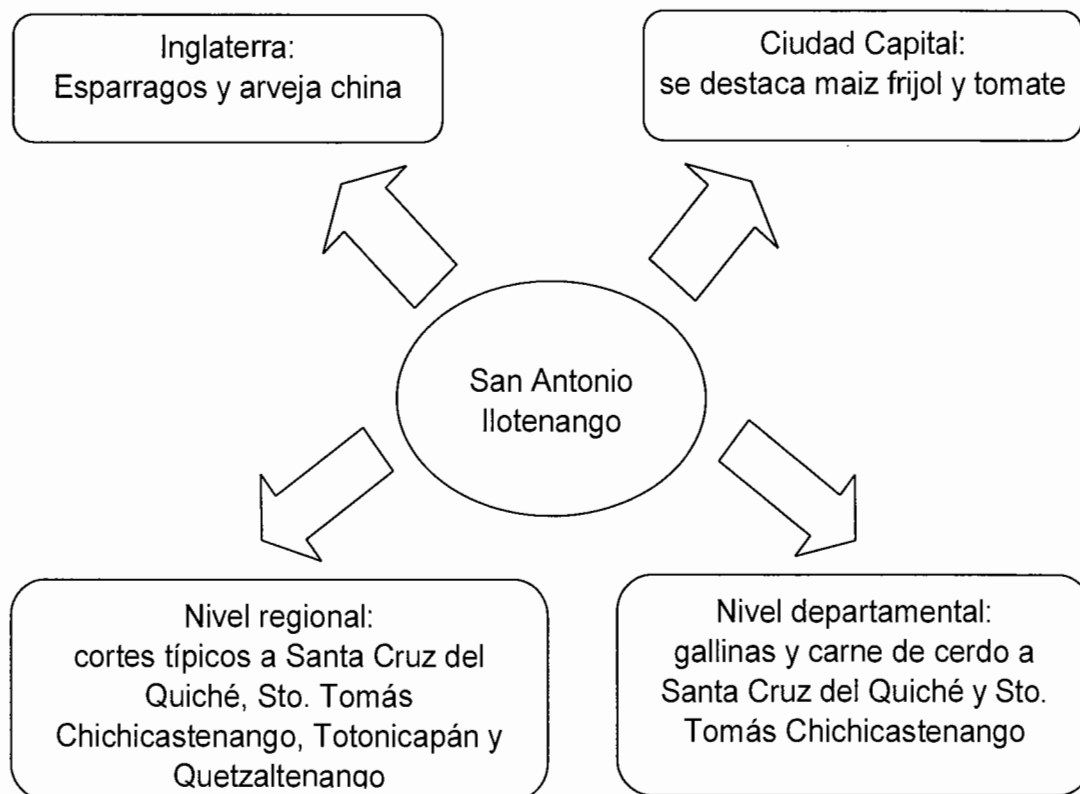 Inglaterra:
Esparragos y arveja china
Ciudad Capital:
se destaca maiz frijol y tomate
San Antonio
Ilotenango
Nivel regional:
cortes típicos a Santa Cruz del
Quiché, Sto. Tomás
Chichicastenango, Totonicapán y
Quetzaltenango
Nivel departamental:
gallinas y carne de cerdo a
Santa Cruz del Quiché y Sto.
Tomás Chichicastenango